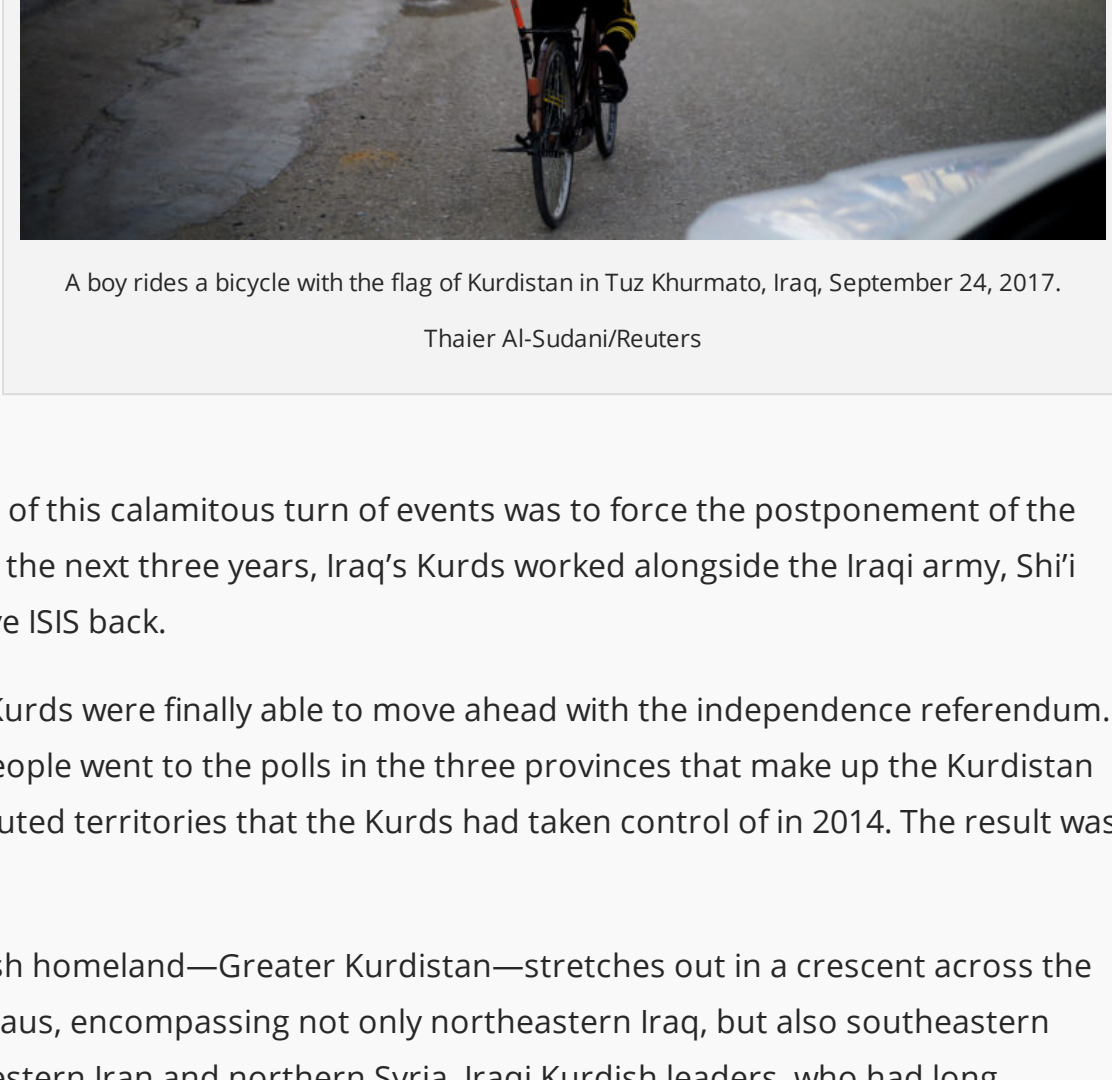 A boy rides a bicycle with the flag of Kurdistan in Tuz Khurmato, Iraq, September 24, 2017.
Thaier Al-Sudani/Reuters
of this calamitous turn of events was to force the postponement of the
the next three years, Iraq’s Kurds worked alongside the Iraqi army, Shi’i
ISIS back.
Kurds were finally able to move ahead with the independence referendum.
went to the polls in the three provinces that make up the Kurdistan
territories that the Kurds had taken control of in 2014. The result was
homeland—Greater Kurdistan—stretches out in a crescent across the
encompassing not only northeastern Iraq, but also southeastern
Iran and northern Syria. Iraqi Kurdish leaders, who had long